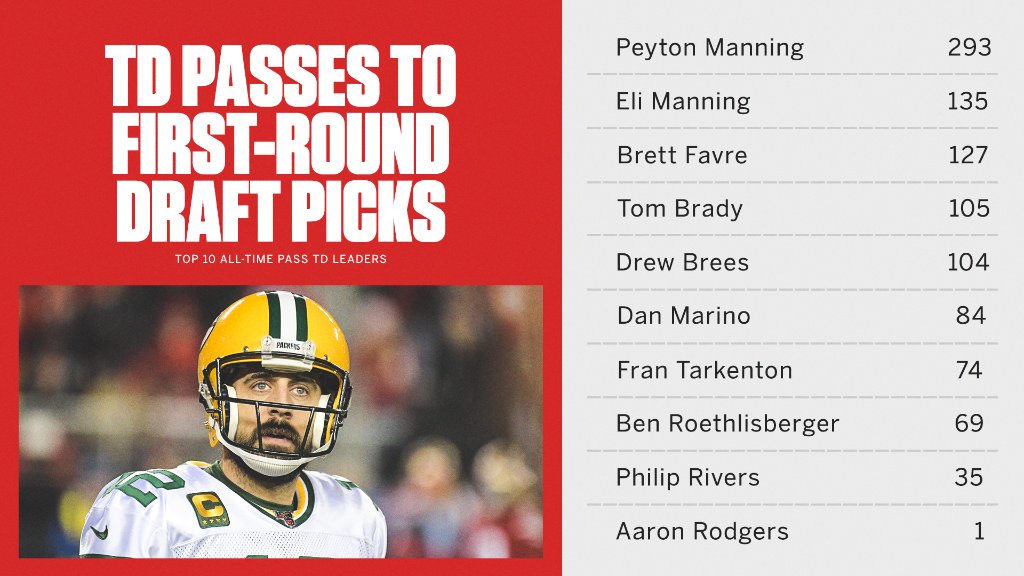 TD PASSES TO
FIRST-ROUND
DRAFT PICKS
TOP 10 ALL-TIME PASS TD LEADERS
PACKERS
12
C
Peyton Manning 293
Eli Manning 135
Brett Favre 127
Tom Brady 105
Drew Brees 104
Dan Marino 84
Fran Tarkenton 74
Ben Roethlisberger 69
Philip Rivers 35
Aaron Rodgers 1